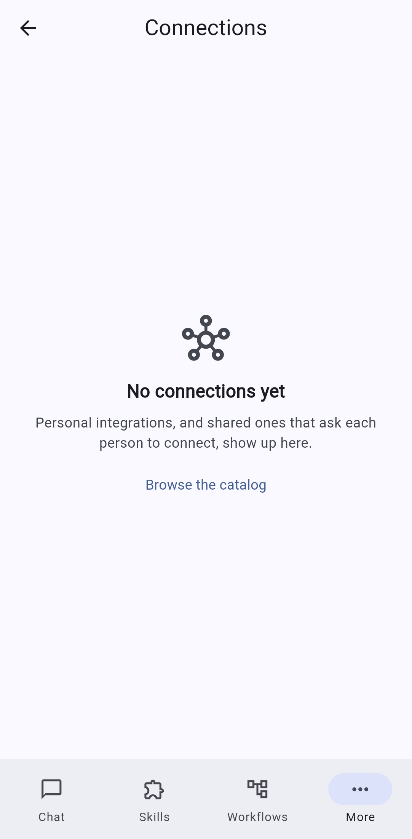 Connections
No connections yet
Personal integrations, and shared ones that ask each
person to connect, show up here.
Browse the catalog
Chat
Skills
Workflows
More